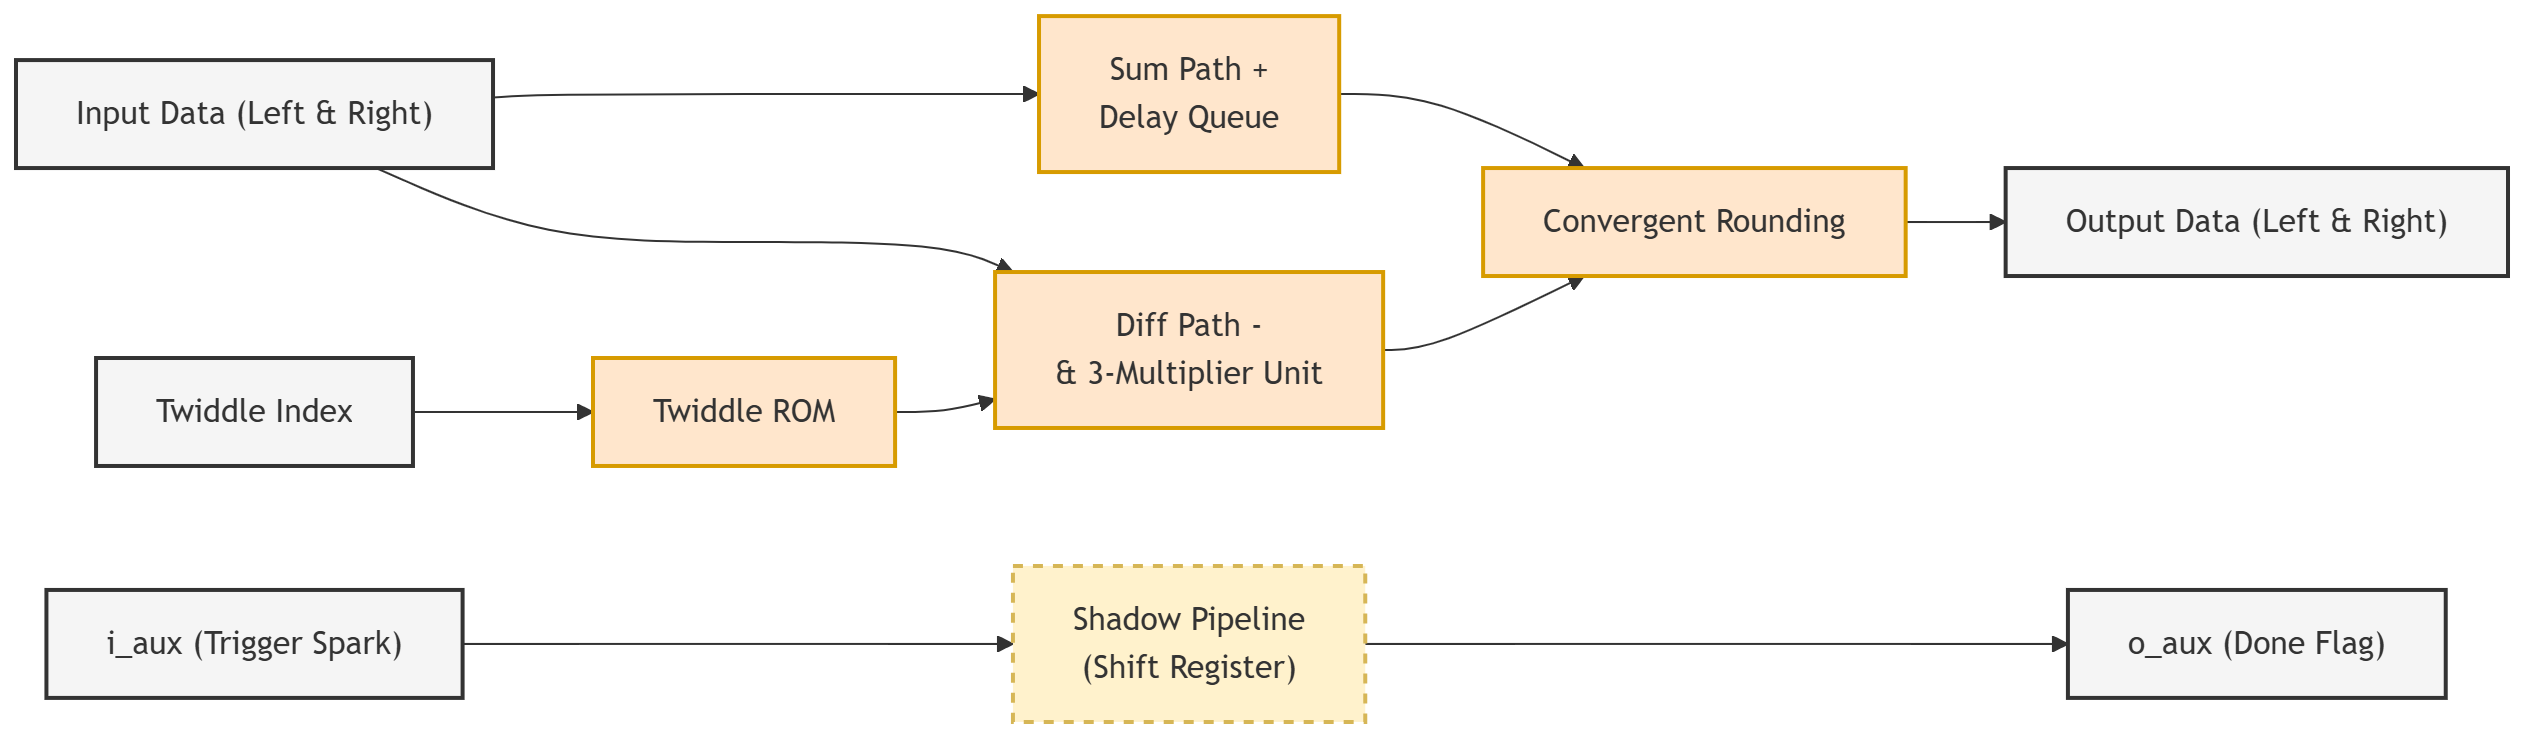 Input Data (Left & Right)
Sum Path +
Delay Queue
Convergent Rounding
Output Data (Left & Right)
Diff Path -
& 3-Multiplier Unit
Twiddle Index
Twiddle ROM
i_aux (Trigger Spark)
Shadow Pipeline
(Shift Register)
o_aux (Done Flag)